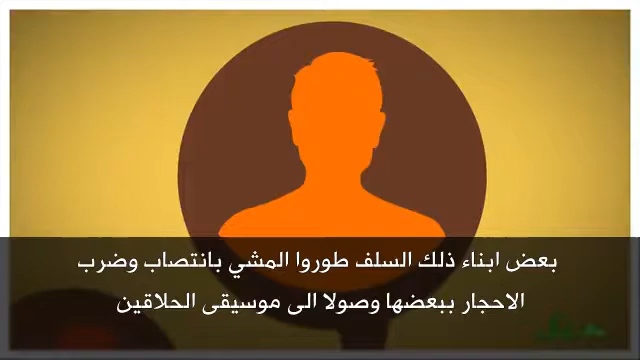 بعض ابناء ذلك السلف طوروا المشي بانتصاب وضرب
الاحجار ببعضها وصولا الى موسيقى الحلاقين